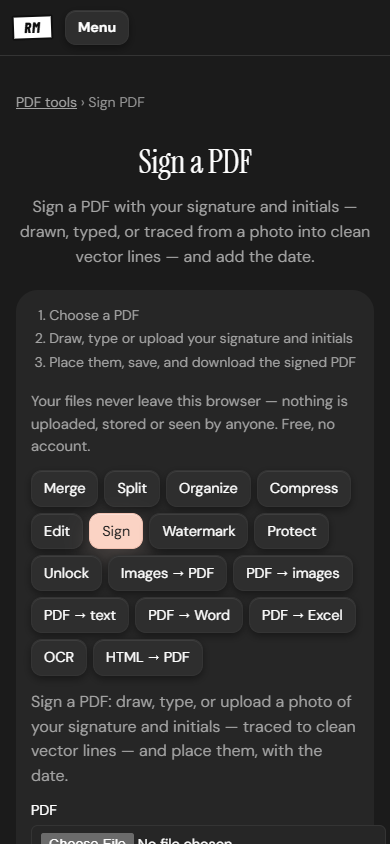 RM
Menu
PDF tools › Sign PDF
Sign a PDF
Sign a PDF with your signature and initials —
drawn, typed, or traced from a photo into clean
vector lines — and add the date.
1. Choose a PDF
2. Draw, type or upload your signature and initials
3. Place them, save, and download the signed PDF
Your files never leave this browser — nothing is
uploaded, stored or seen by anyone. Free, no
account.
Merge Split Organize Compress
Edit Sign Watermark Protect
Unlock Images → PDF PDF → images
PDF → text PDF → Word PDF → Excel
OCR HTML → PDF
Sign a PDF: draw, type, or upload a photo of
your signature and initials — traced to clean
vector lines — and place them, with the
date.
PDF
Choose File No file chosen